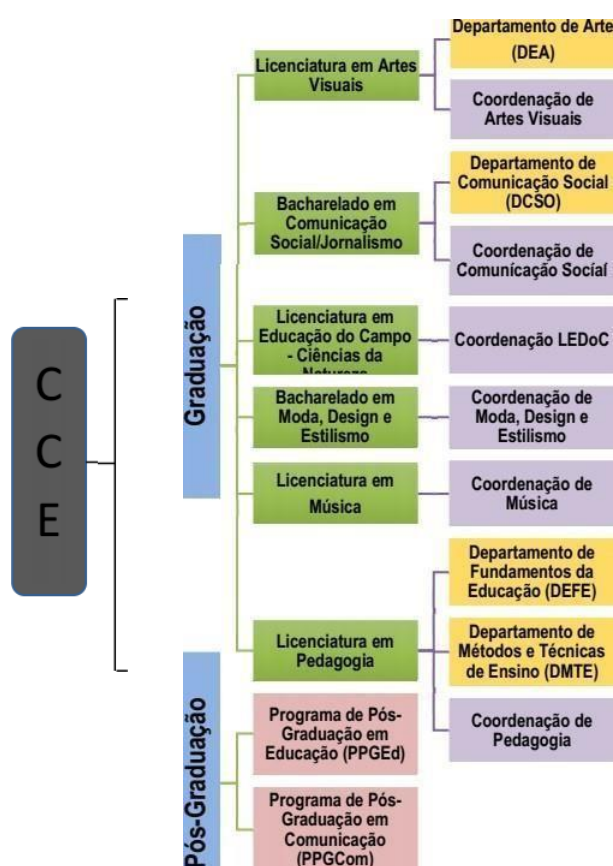 C
C
E
Graduação
Licenciatura em Artes
Visuais
Departamento de Arte
(DEA)
Coordenação de
Artes Visuais
Bacharelado em
Comunicação
Social/Jornalismo
Departamento de
Comunicação Social
(DCSO)
Coordenação de
Comunicação Social
Licenciatura em
Educação do Campo
- Ciências da
Natureza
Coordenação LEDoC
Bacharelado em
Moda, Design e
Estilismo
Coordenação de
Moda, Design e
Estilismo
Licenciatura em
Música
Coordenação de
Música
Licenciatura em
Pedagogia
Departamento de
Fundamentos da
Educação (DEFE)
Departamento de
Métodos e Técnicas
de Ensino (DMTE)
Coordenação de
Pedagogia
Pós-Graduação
Programa de Pós-
Graduação em
Educação (PPGEd)
Programa de Pós-
Graduação em
Comunicação
(PPGCom)